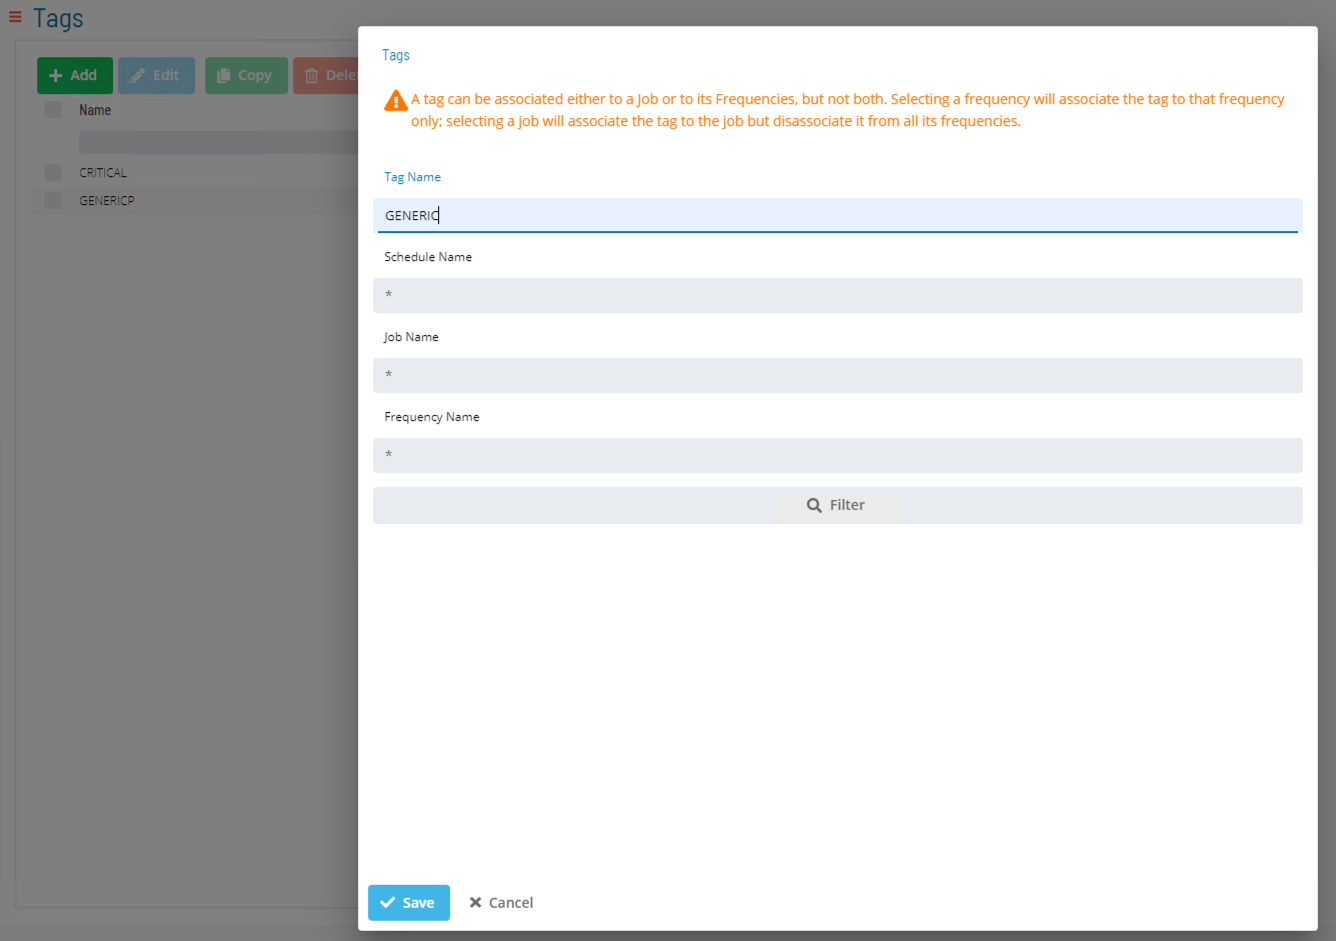 Tags
Add
Edit
Copy
Name
CRITICAL
GENERICP
Tags
A tag can be associated either to a Job or to its Frequencies, but not both. Selecting a frequency will associate the tag to that frequency
only; selecting a job will associate the tag to the job but disassociate it from all its frequencies.
Tag Name
GENERIC
Schedule Name
*
Job Name
*
Frequency Name
*
Filter
Save
Cancel